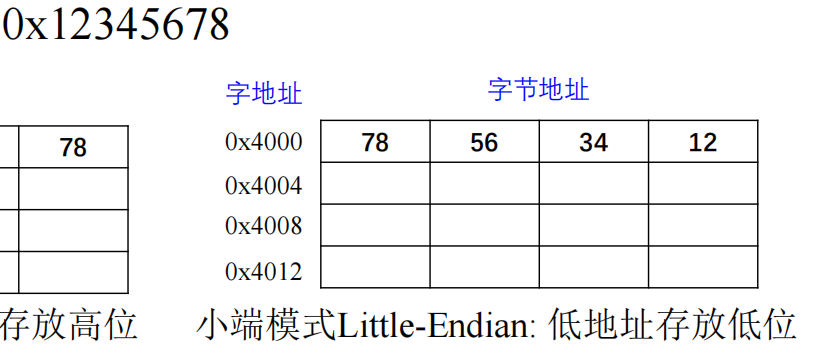 0x12345678
字地址 字节地址
78 0x4000 78 56 34 12
0x4004
0x4008
0x4012
存放高位 小端模式Little-Endian: 低地址存放低位